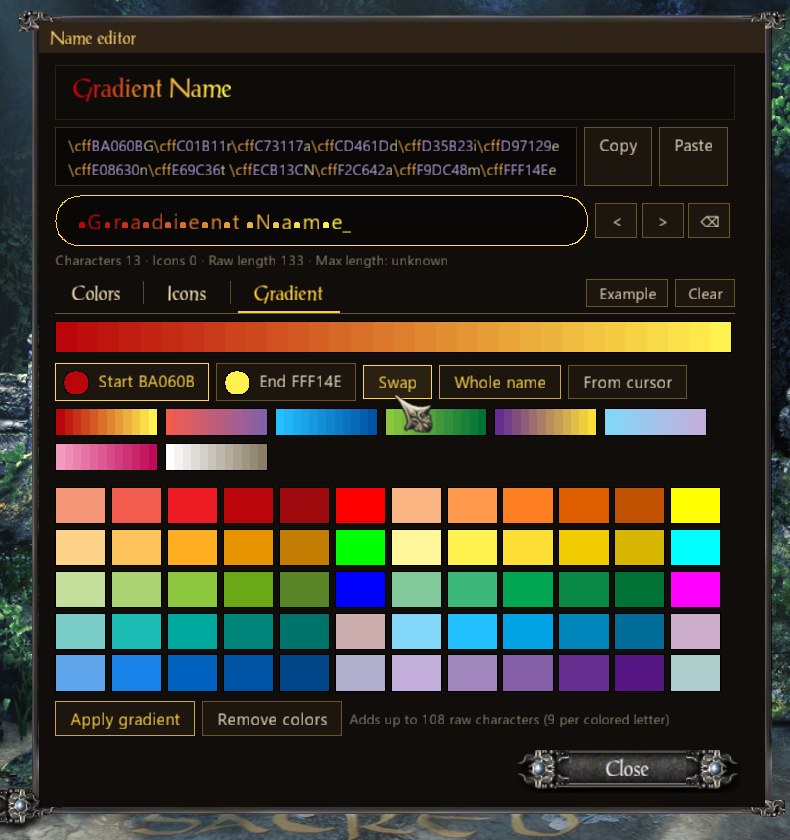 Name editor
Gradient Name
\cffBA060BG\cffC01B11r\cffC73117a\cffCD461Dd\cffD35B23i\cffD97129e
\cffE08630n\cffE69C36t \cffECB13CN\cffF2C642a\cffF9DC48m\cffFFF14Ee
Copy
Paste
G▪r▪a▪d▪i▪e▪n▪t ▪N▪a▪m▪e_
< > ⌫
Characters 13 · Icons 0 · Raw length 133 · Max length: unknown
Colors Icons Gradient Example Clear
Start BA060B End FFF14E Swap Whole name From cursor
Apply gradient Remove colors Adds up to 108 raw characters (9 per colored letter)
Close
SACRED